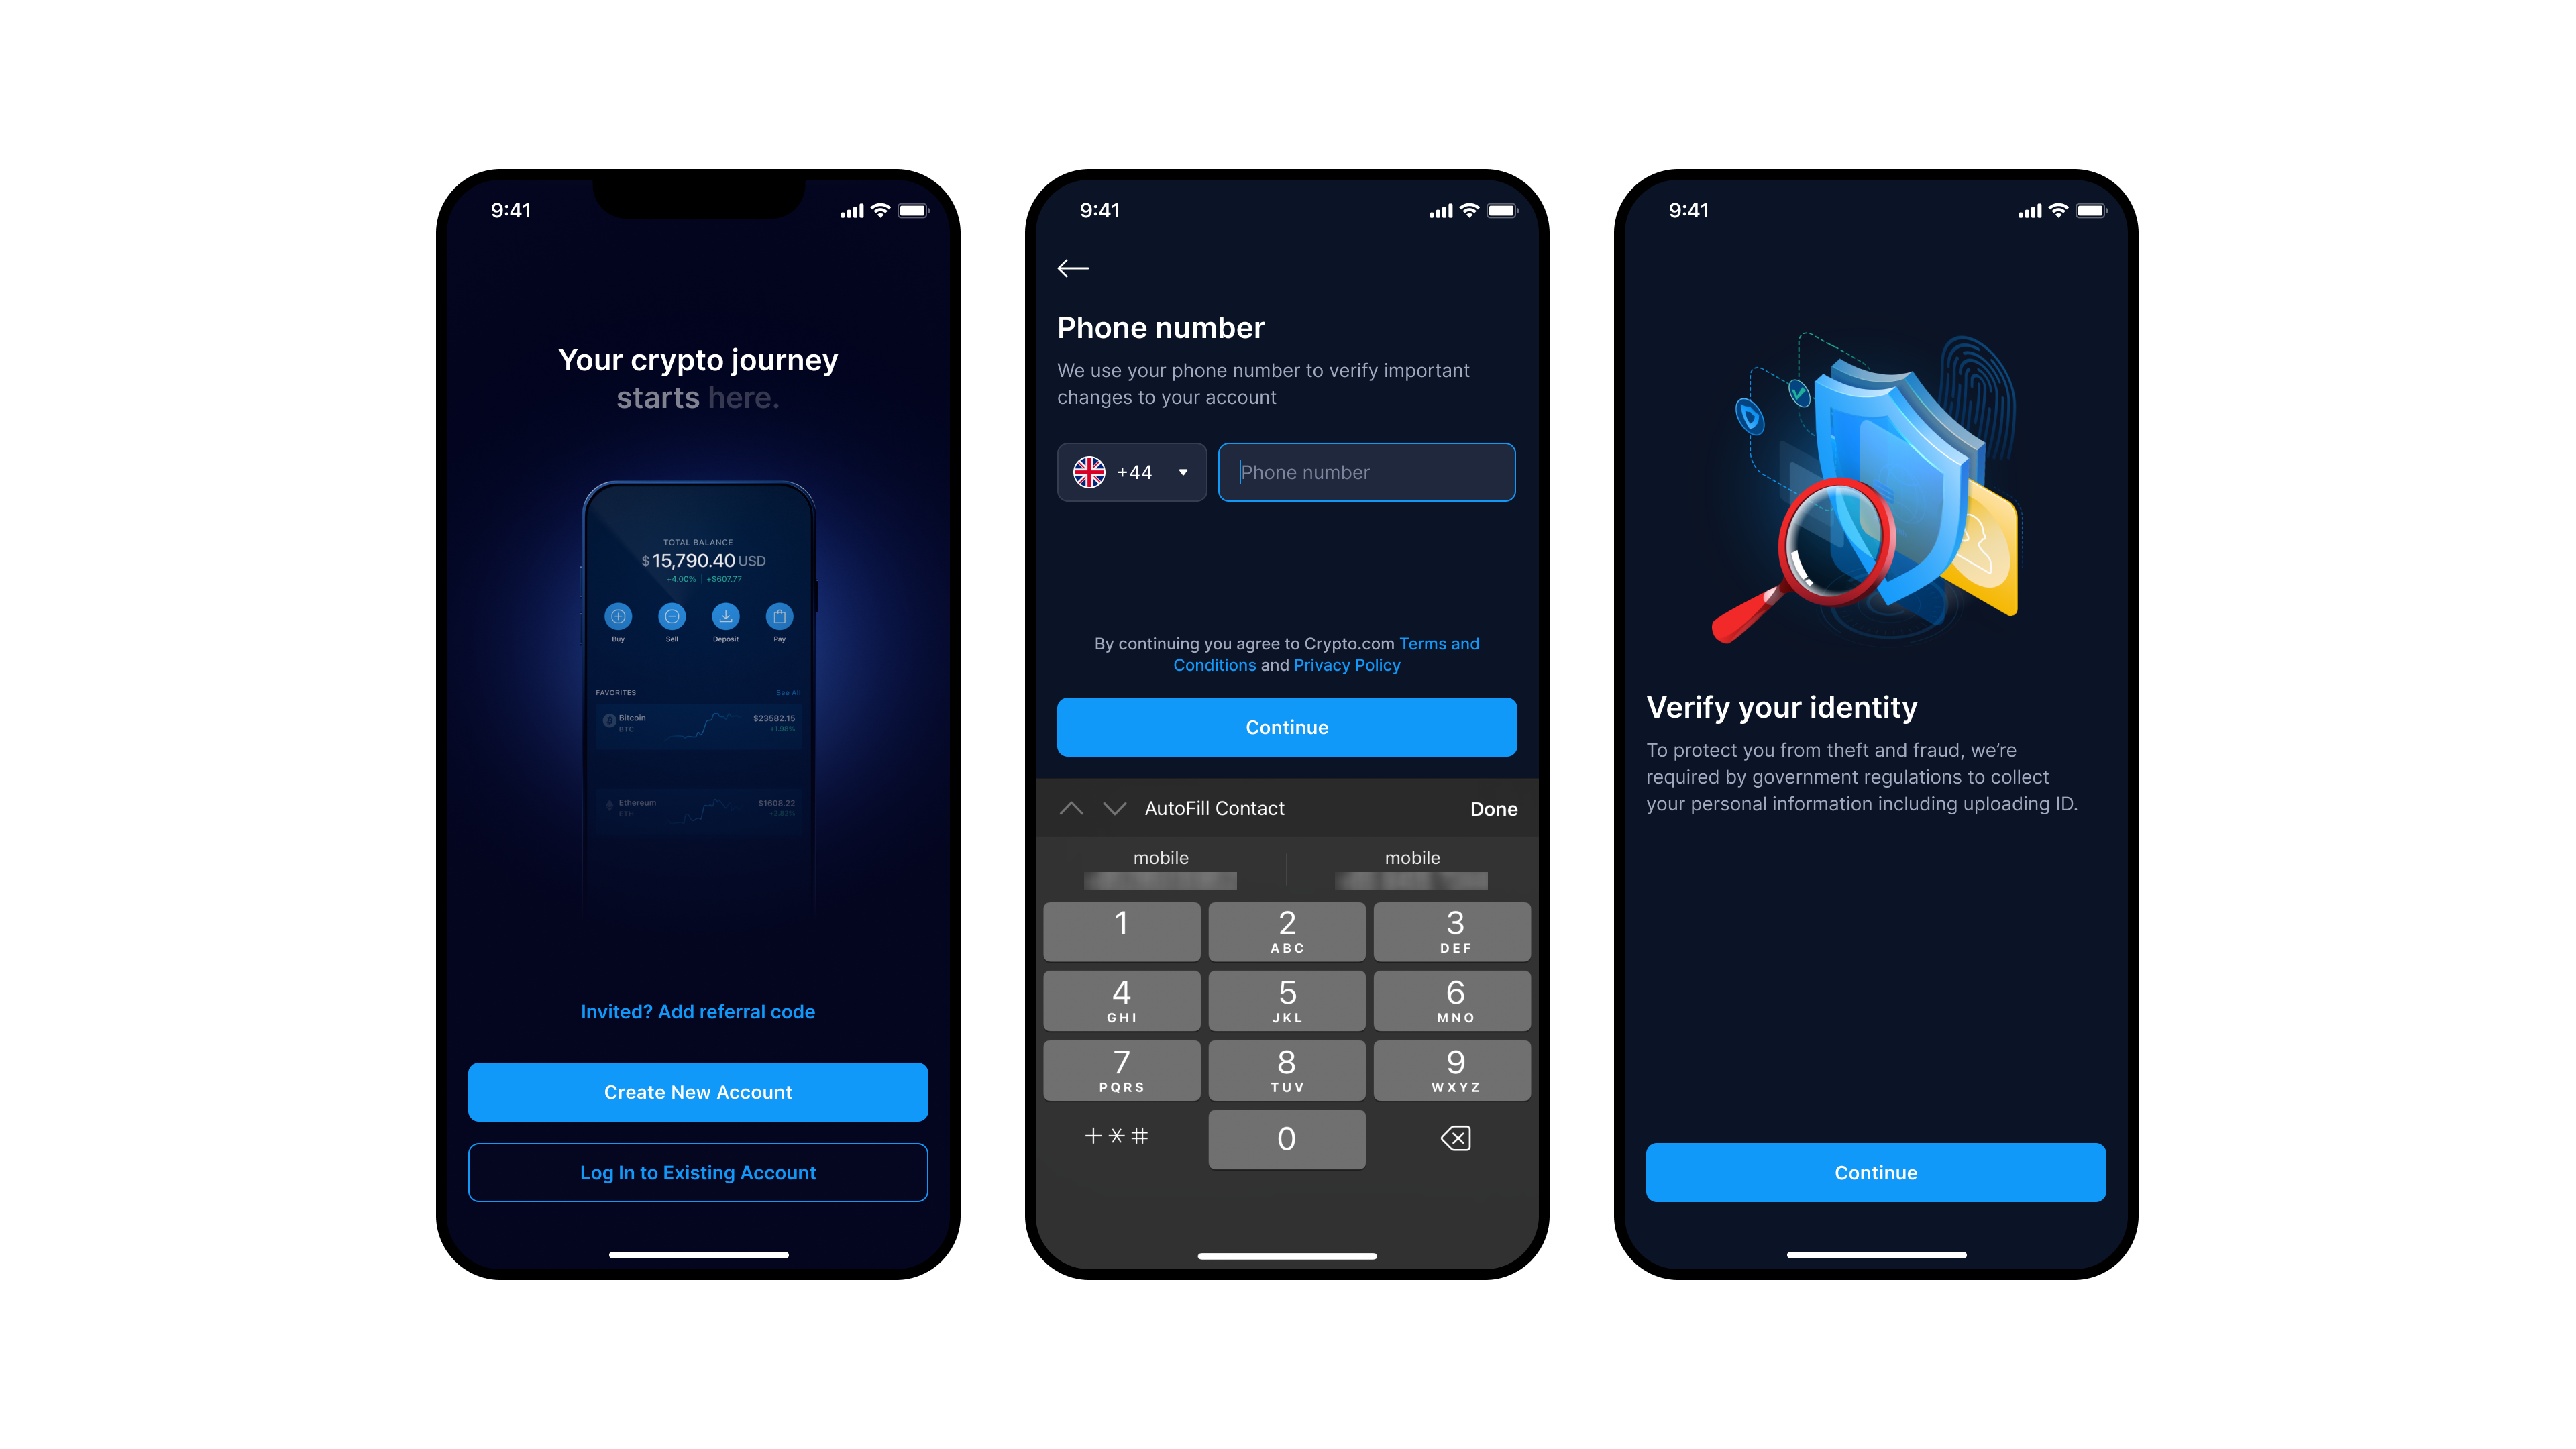 9:41
Your crypto journey
starts here.
TOTAL BALANCE
$15,790.40 USD
+4.00% | +$607.77
Buy Sell Deposit Pay
FAVORITES See All
Bitcoin $23582.15
BTC +1.98%
Ethereum $1608.22
ETH +2.83%
Invited? Add referral code
Create New Account
Log In to Existing Account
9:41
Phone number
We use your phone number to verify important
changes to your account
+44 Phone number
By continuing you agree to Crypto.com Terms and
Conditions and Privacy Policy
Continue
AutoFill Contact Done
mobile mobile
1 2 3
ABC DEF
4 5 6
GHI JKL MNO
7 8 9
PQRS TUV WXYZ
+*# 0
9:41
Verify your identity
To protect you from theft and fraud, we’re
required by government regulations to collect
your personal information including uploading ID.
Continue